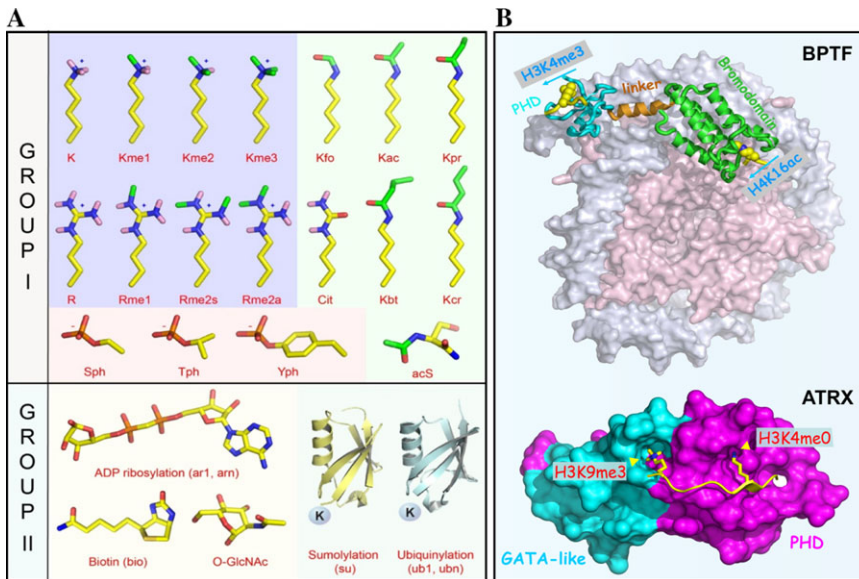 A
GROUP I
K Kme1 Kme2 Kme3 Kfo Kac Kpr
R Rme1 Rme2s Rme2a Cit Kbt Kcr
Sph Tph Yph acS
GROUP II
ADP ribosylation (ar1, arn)
Biotin (bio) O-GlcNAc
K K
Sumolylation
(su)
Ubiquinylation
(ub1, ubn)
B
BPTF
H3K4me3
PHD
linker
Bromodomain
H4K16ac
ATRX
H3K9me3
H3K4me0
GATA-like
PHD